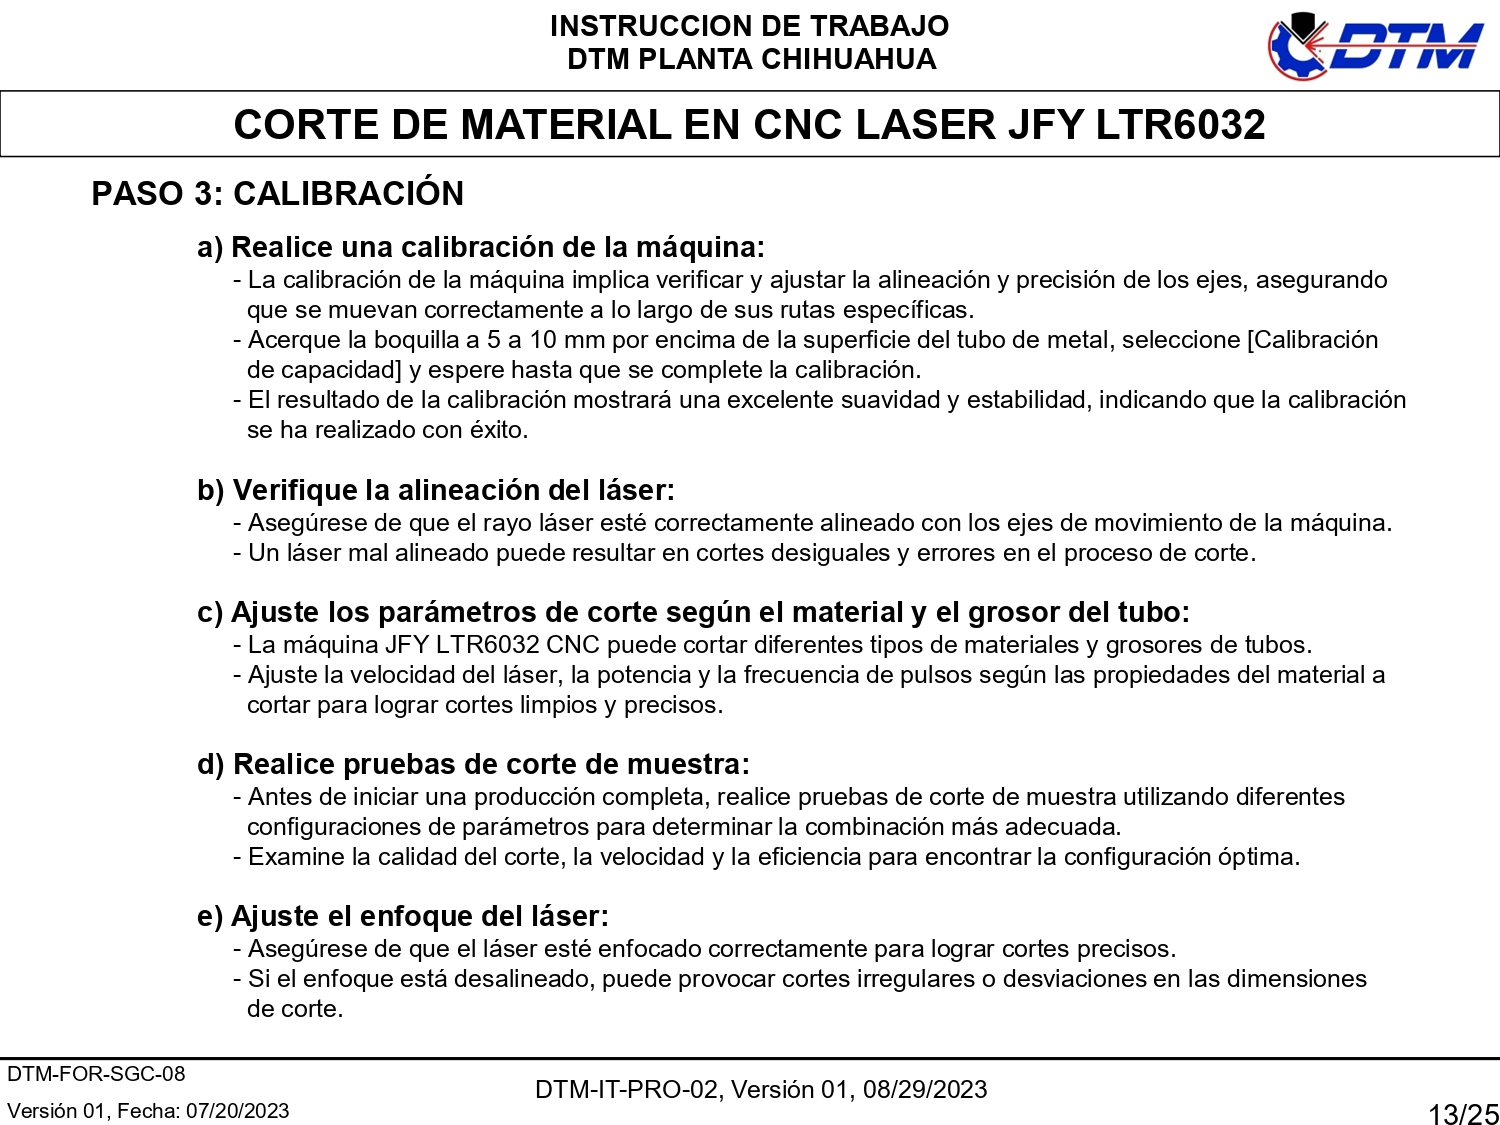 INSTRUCCION DE TRABAJO
DTM PLANTA CHIHUAHUA
DTM
CORTE DE MATERIAL EN CNC LASER JFY LTR6032
PASO 3: CALIBRACIÓN
a) Realice una calibración de la máquina:
- La calibración de la máquina implica verificar y ajustar la alineación y precisión de los ejes, asegurando
que se muevan correctamente a lo largo de sus rutas específicas.
- Acerque la boquilla a 5 a 10 mm por encima de la superficie del tubo de metal, seleccione [Calibración
de capacidad] y espere hasta que se complete la calibración.
- El resultado de la calibración mostrará una excelente suavidad y estabilidad, indicando que la calibración
se ha realizado con éxito.
b) Verifique la alineación del láser:
- Asegúrese de que el rayo láser esté correctamente alineado con los ejes de movimiento de la máquina.
- Un láser mal alineado puede resultar en cortes desiguales y errores en el proceso de corte.
c) Ajuste los parámetros de corte según el material y el grosor del tubo:
- La máquina JFY LTR6032 CNC puede cortar diferentes tipos de materiales y grosores de tubos.
- Ajuste la velocidad del láser, la potencia y la frecuencia de pulsos según las propiedades del material a
cortar para lograr cortes limpios y precisos.
d) Realice pruebas de corte de muestra:
- Antes de iniciar una producción completa, realice pruebas de corte de muestra utilizando diferentes
configuraciones de parámetros para determinar la combinación más adecuada.
- Examine la calidad del corte, la velocidad y la eficiencia para encontrar la configuración óptima.
e) Ajuste el enfoque del láser:
- Asegúrese de que el láser esté enfocado correctamente para lograr cortes precisos.
- Si el enfoque está desalineado, puede provocar cortes irregulares o desviaciones en las dimensiones
de corte.
DTM-FOR-SGC-08
Versión 01, Fecha: 07/20/2023
DTM-IT-PRO-02, Versión 01, 08/29/2023
13/25